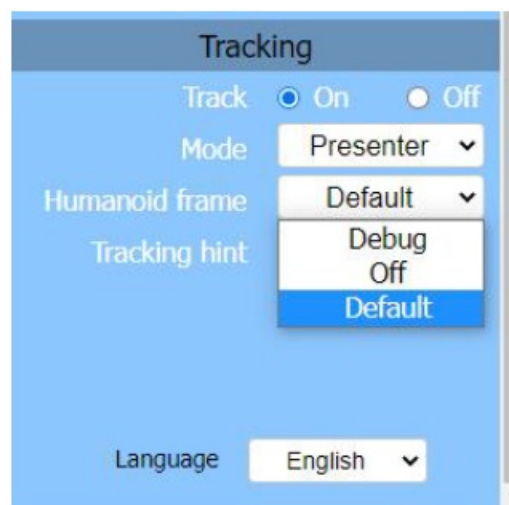 Tracking
Track On Off
Mode Presenter
Humanoid frame Default
Tracking hint Debug
Off
Default
Language English